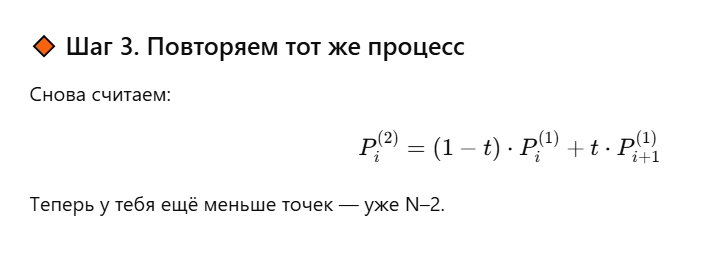 🔶 Шаг 3. Повторяем тот же процесс
Снова считаем:
P_i^{(2)} = (1 − t) · P_i^{(1)} + t · P_{i+1}^{(1)}
Теперь у тебя ещё меньше точек — уже N–2.